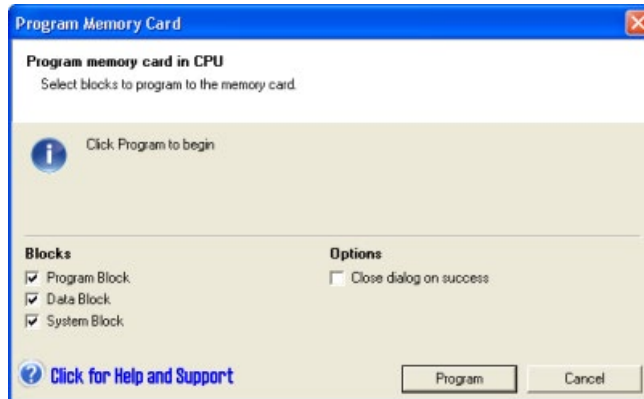 Program Memory Card
Program memory card in CPU
Select blocks to program to the memory card.
Click Program to begin
Blocks
Program Block
Data Block
System Block
Options
Close dialog on success
Click for Help and Support
Program
Cancel